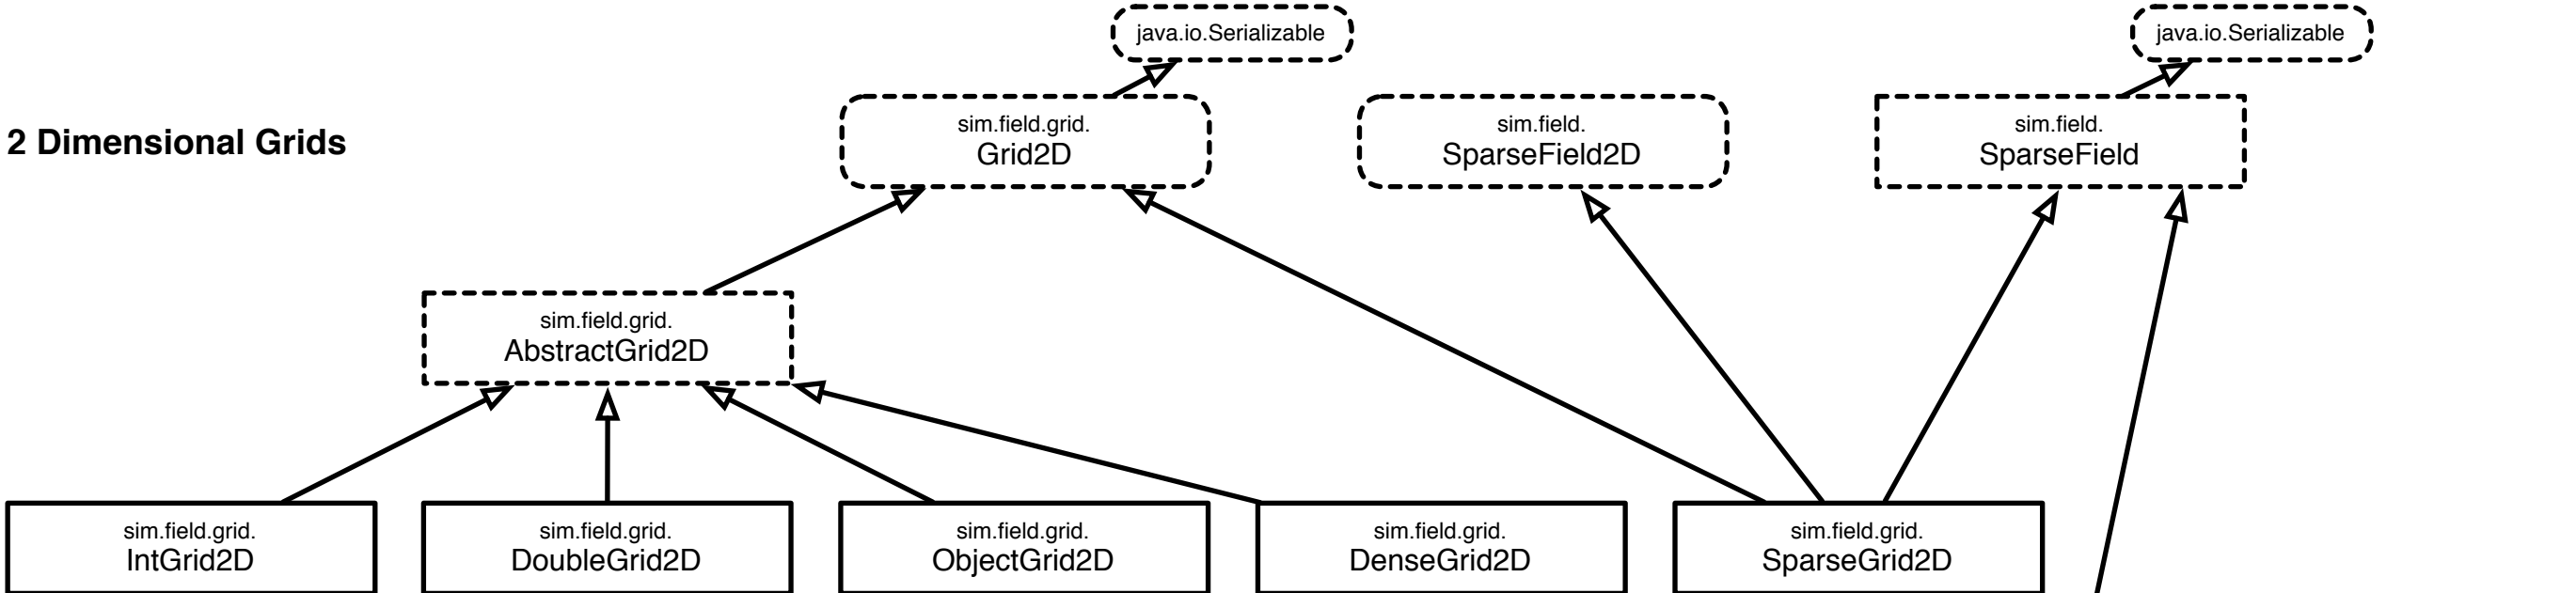 java.io.Serializable
java.io.Serializable
2 Dimensional Grids
sim.field.grid.
Grid2D
sim.field.
SparseField2D
sim.field.
SparseField
sim.field.grid.
AbstractGrid2D
sim.field.grid.
IntGrid2D
sim.field.grid.
DoubleGrid2D
sim.field.grid.
ObjectGrid2D
sim.field.grid.
DenseGrid2D
sim.field.grid.
SparseGrid2D